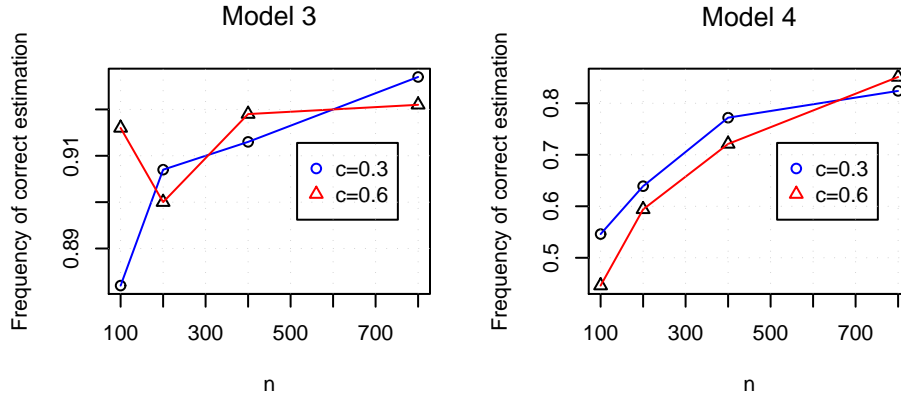 Model 3
Frequency of correct estimation
0.91
0.89
c=0.3
c=0.6
100 300 500 700
n
Model 4
Frequency of correct estimation
0.8
0.7
0.6
0.5
c=0.3
c=0.6
100 300 500 700
n